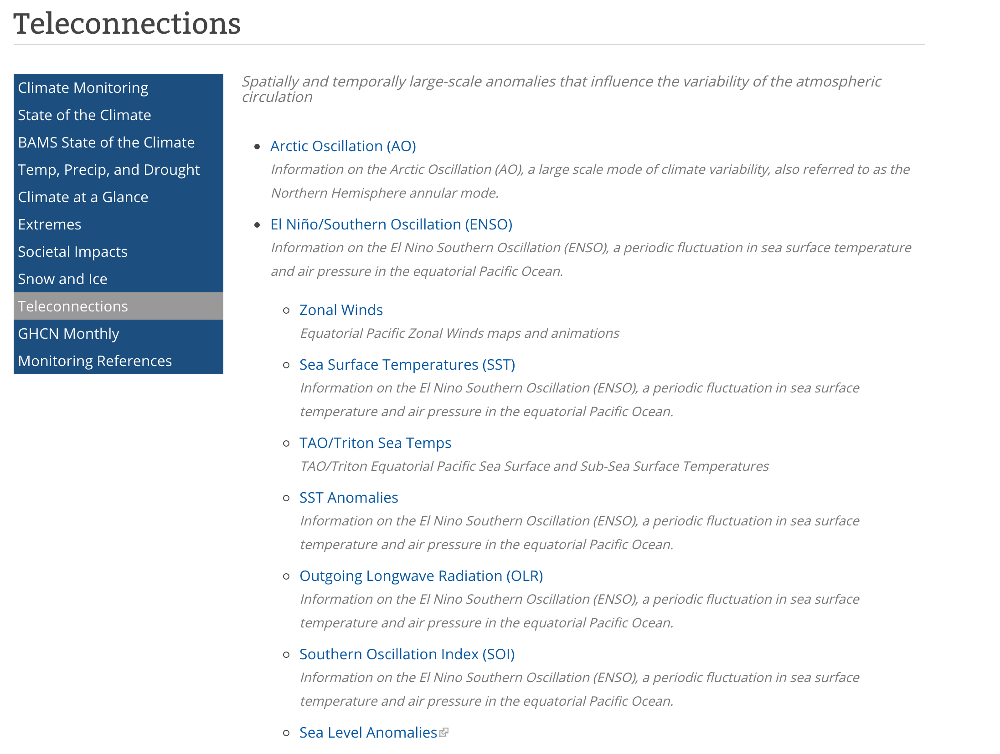 Teleconnections
Climate Monitoring
State of the Climate
BAMS State of the Climate
Temp, Precip, and Drought
Climate at a Glance
Extremes
Societal Impacts
Snow and Ice
Teleconnections
GHCN Monthly
Monitoring References
Spatially and temporally large-scale anomalies that influence the variability of the atmospheric
circulation
Arctic Oscillation (AO)
Information on the Arctic Oscillation (AO), a large scale mode of climate variability, also referred to as the
Northern Hemisphere annular mode.
El Niño/Southern Oscillation (ENSO)
Information on the El Nino Southern Oscillation (ENSO), a periodic fluctuation in sea surface temperature
and air pressure in the equatorial Pacific Ocean.
Zonal Winds
Equatorial Pacific Zonal Winds maps and animations
Sea Surface Temperatures (SST)
Information on the El Nino Southern Oscillation (ENSO), a periodic fluctuation in sea surface
temperature and air pressure in the equatorial Pacific Ocean.
TAO/Triton Sea Temps
TAO/Triton Equatorial Pacific Sea Surface and Sub-Sea Surface Temperatures
SST Anomalies
Information on the El Nino Southern Oscillation (ENSO), a periodic fluctuation in sea surface
temperature and air pressure in the equatorial Pacific Ocean.
Outgoing Longwave Radiation (OLR)
Information on the El Nino Southern Oscillation (ENSO), a periodic fluctuation in sea surface
temperature and air pressure in the equatorial Pacific Ocean.
Southern Oscillation Index (SOI)
Information on the El Nino Southern Oscillation (ENSO), a periodic fluctuation in sea surface
temperature and air pressure in the equatorial Pacific Ocean.
Sea Level Anomalies